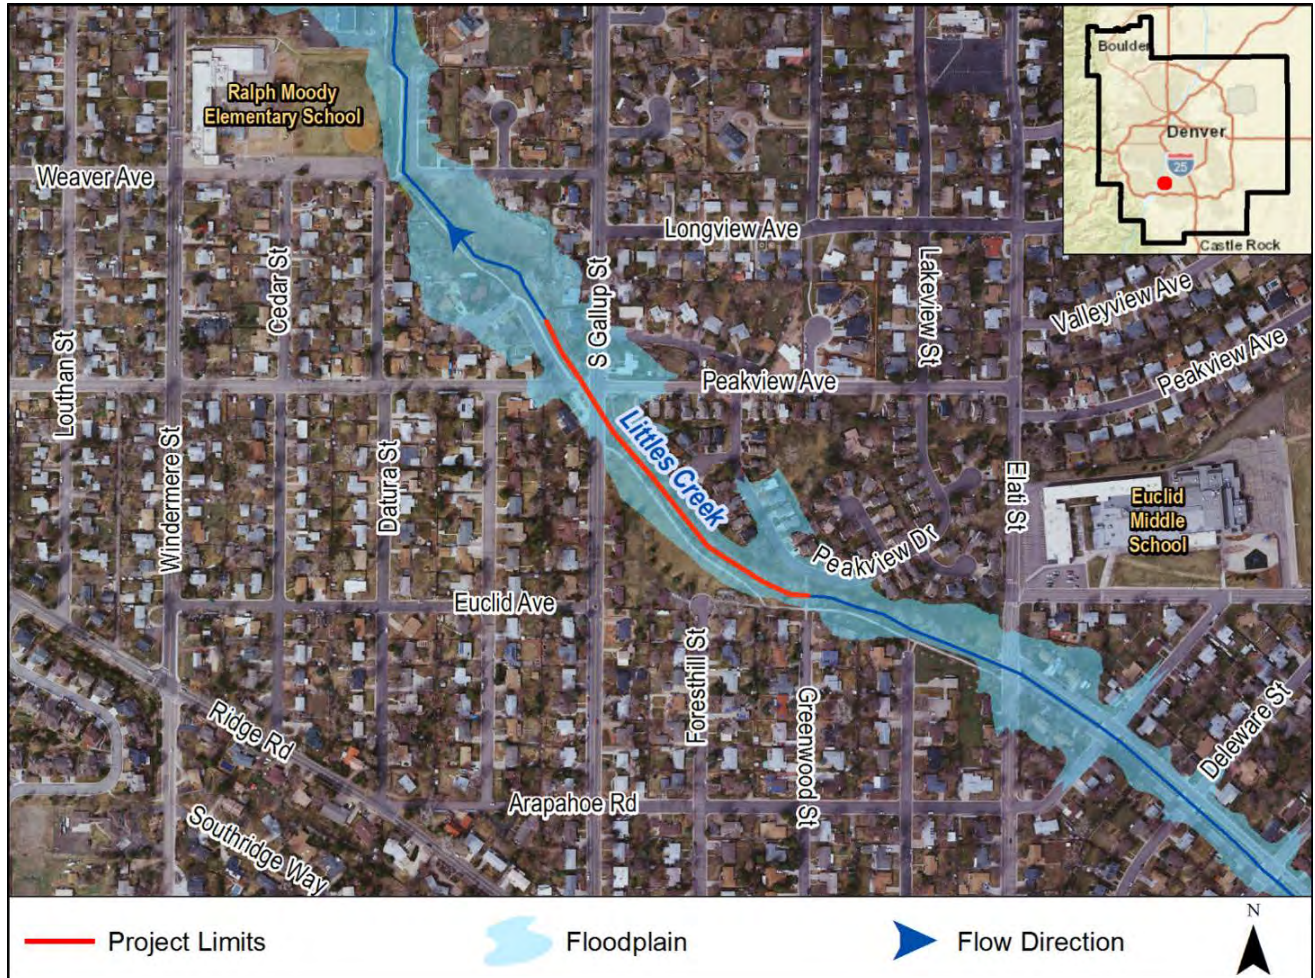 Boulder
Denver
25
Castle Rock
Ralph Moody
Elementary School
Weaver Ave
Longview Ave
Cedar St
S Gallup St
Lakeview St
Valleyview Ave
Peakview Ave
Louthan St
Peakview Ave
Windermere St
Datura St
Littles Creek
Elati St
Euclid
Middle
School
Peakview Dr
Euclid Ave
Foresthill St
Greenwood St
Deleware St
Ridge Rd
Arapahoe Rd
Southridge Way
N
Project Limits
Floodplain
Flow Direction